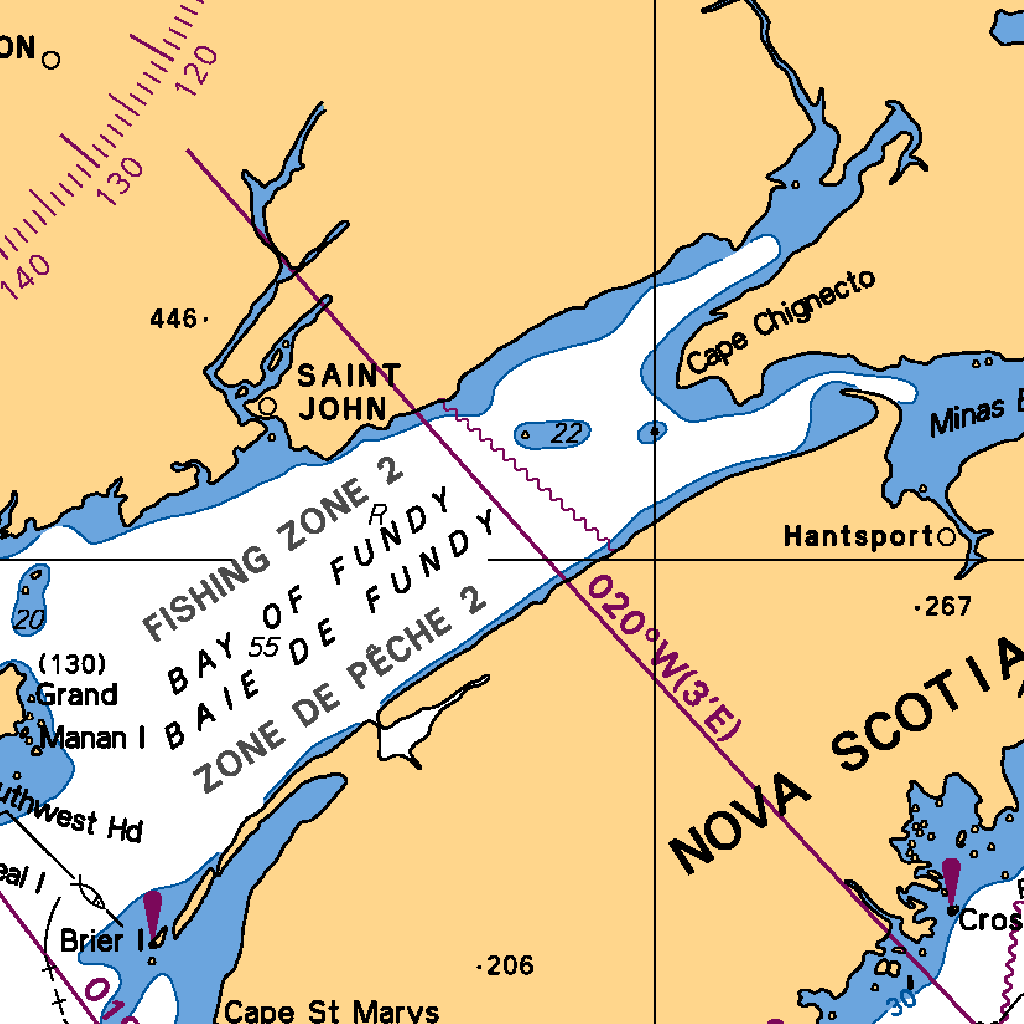 ON
120
130
140
446
SAINT
JOHN
Cape Chignecto
22
Minas
FISHING ZONE 2
R
BAY OF FUNDY
BAIE DE FUNDY
55
ZONE DE PÊCHE 2
Hantsport
267
020°W(3'E)
20
(130)
Grand
Manan I
NOVA SCOTIA
uthwest Hd
eal I
Brier I
Cros
206
30
Cape St Marys